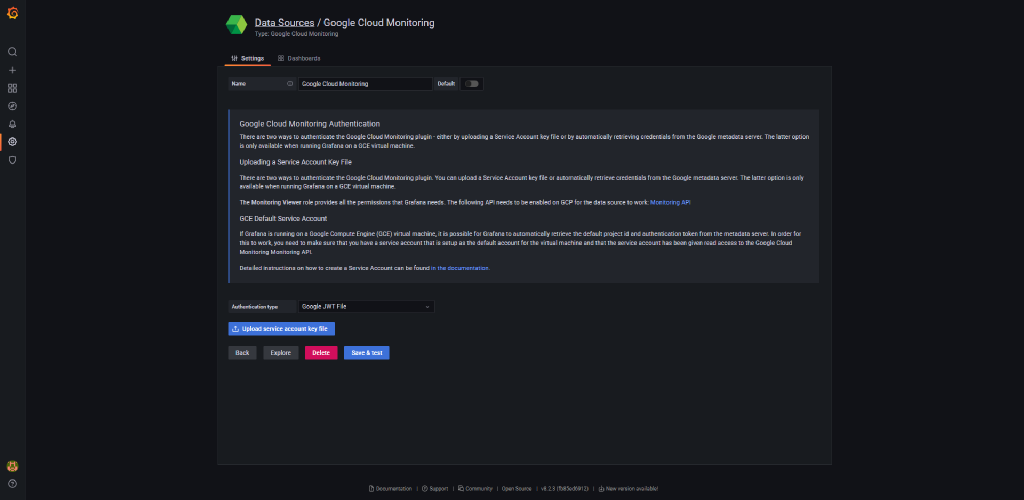 Data Sources / Google Cloud Monitoring
Type: Google Cloud Monitoring
Settings
Dashboards
Name
Google Cloud Monitoring
Default
Google Cloud Monitoring Authentication
There are two ways to authenticate the Google Cloud Monitoring plugin - either by uploading a Service Account key file or by automatically retrieving credentials from the Google metadata server. The latter option
is only available when running Grafana on a GCE virtual machine.
Uploading a Service Account Key File
There are two ways to authenticate the Google Cloud Monitoring plugin. You can upload a Service Account key file or automatically retrieve credentials from the Google metadata server. The latter option is only
available when running Grafana on a GCE virtual machine.
The Monitoring Viewer role provides all the permissions that Grafana needs. The following API needs to be enabled on GCP for the data source to work: Monitoring API
GCE Default Service Account
If Grafana is running on a Google Compute Engine (GCE) virtual machine, it is possible for Grafana to automatically retrieve the default project id and authentication token from the metadata server. In order for
this to work, you need to make sure that you have a service account that is setup as the default account for the virtual machine and that the service account has been given read access to the Google Cloud
Monitoring Monitoring API.
Detailed instructions on how to create a Service Account can be found in the documentation.
Authentication type
Google JWT File
Upload service account key file
Back
Explore
Delete
Save & test
Documentation | Support | Community | Open Source | v8.2.3 | New version available!